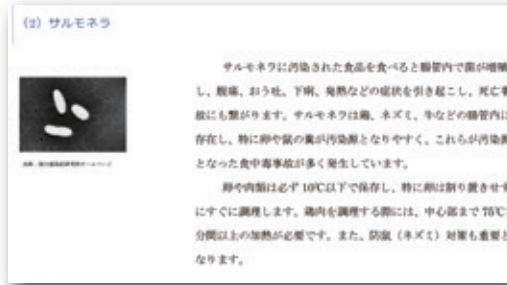 (2) サルモネラ
サルモネラに汚染された食品を食べると腸管内で菌が増殖
し、腹痛、おう吐、下痢、発熱などの症状を引き起こし、死亡事
故にも繋がります。サルモネラは鶏、ネズミ、牛などの腸管内に
存在し、特に卵や鼠の糞が汚染源となりやすく、これらが汚染源
となった食中毒事故が多く発生しています。
卵や肉類は必ず10℃以下で保存し、特に卵は割り置きせず
にすぐに調理します。鶏肉を調理する際には、中心部まで75℃
分間以上の加熱が必要です。また、防鼠(ネズミ)対策も重要と
なります。